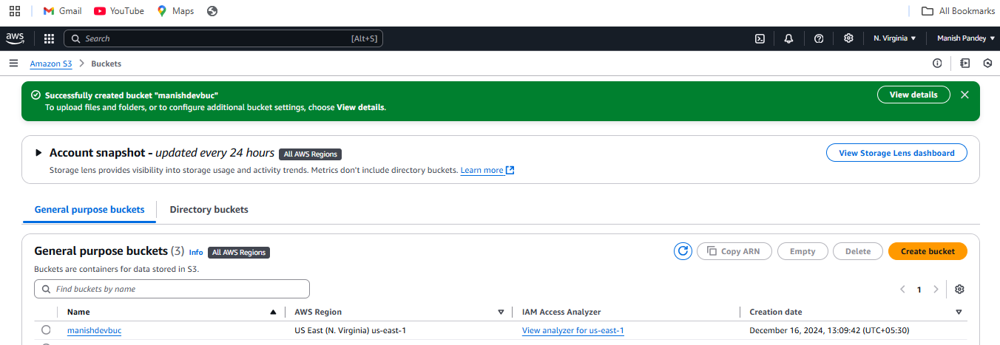 Gmail YouTube Maps All Bookmarks
aws Search [Alt+S] N. Virginia Manish Pandey
Amazon S3 Buckets
Successfully created bucket "manishdevbuc"
View details
To upload files and folders, or to configure additional bucket settings, choose View details.
Account snapshot - updated every 24 hours All AWS Regions
View Storage Lens dashboard
Storage lens provides visibility into storage usage and activity trends. Metrics don't include directory buckets. Learn more
General purpose buckets Directory buckets
General purpose buckets (3) Info All AWS Regions
Copy ARN Empty Delete Create bucket
Buckets are containers for data stored in S3.
Find buckets by name 1
Name AWS Region IAM Access Analyzer Creation date
manishdevbuc US East (N. Virginia) us-east-1 View analyzer for us-east-1 December 16, 2024, 13:09:42 (UTC+05:30)